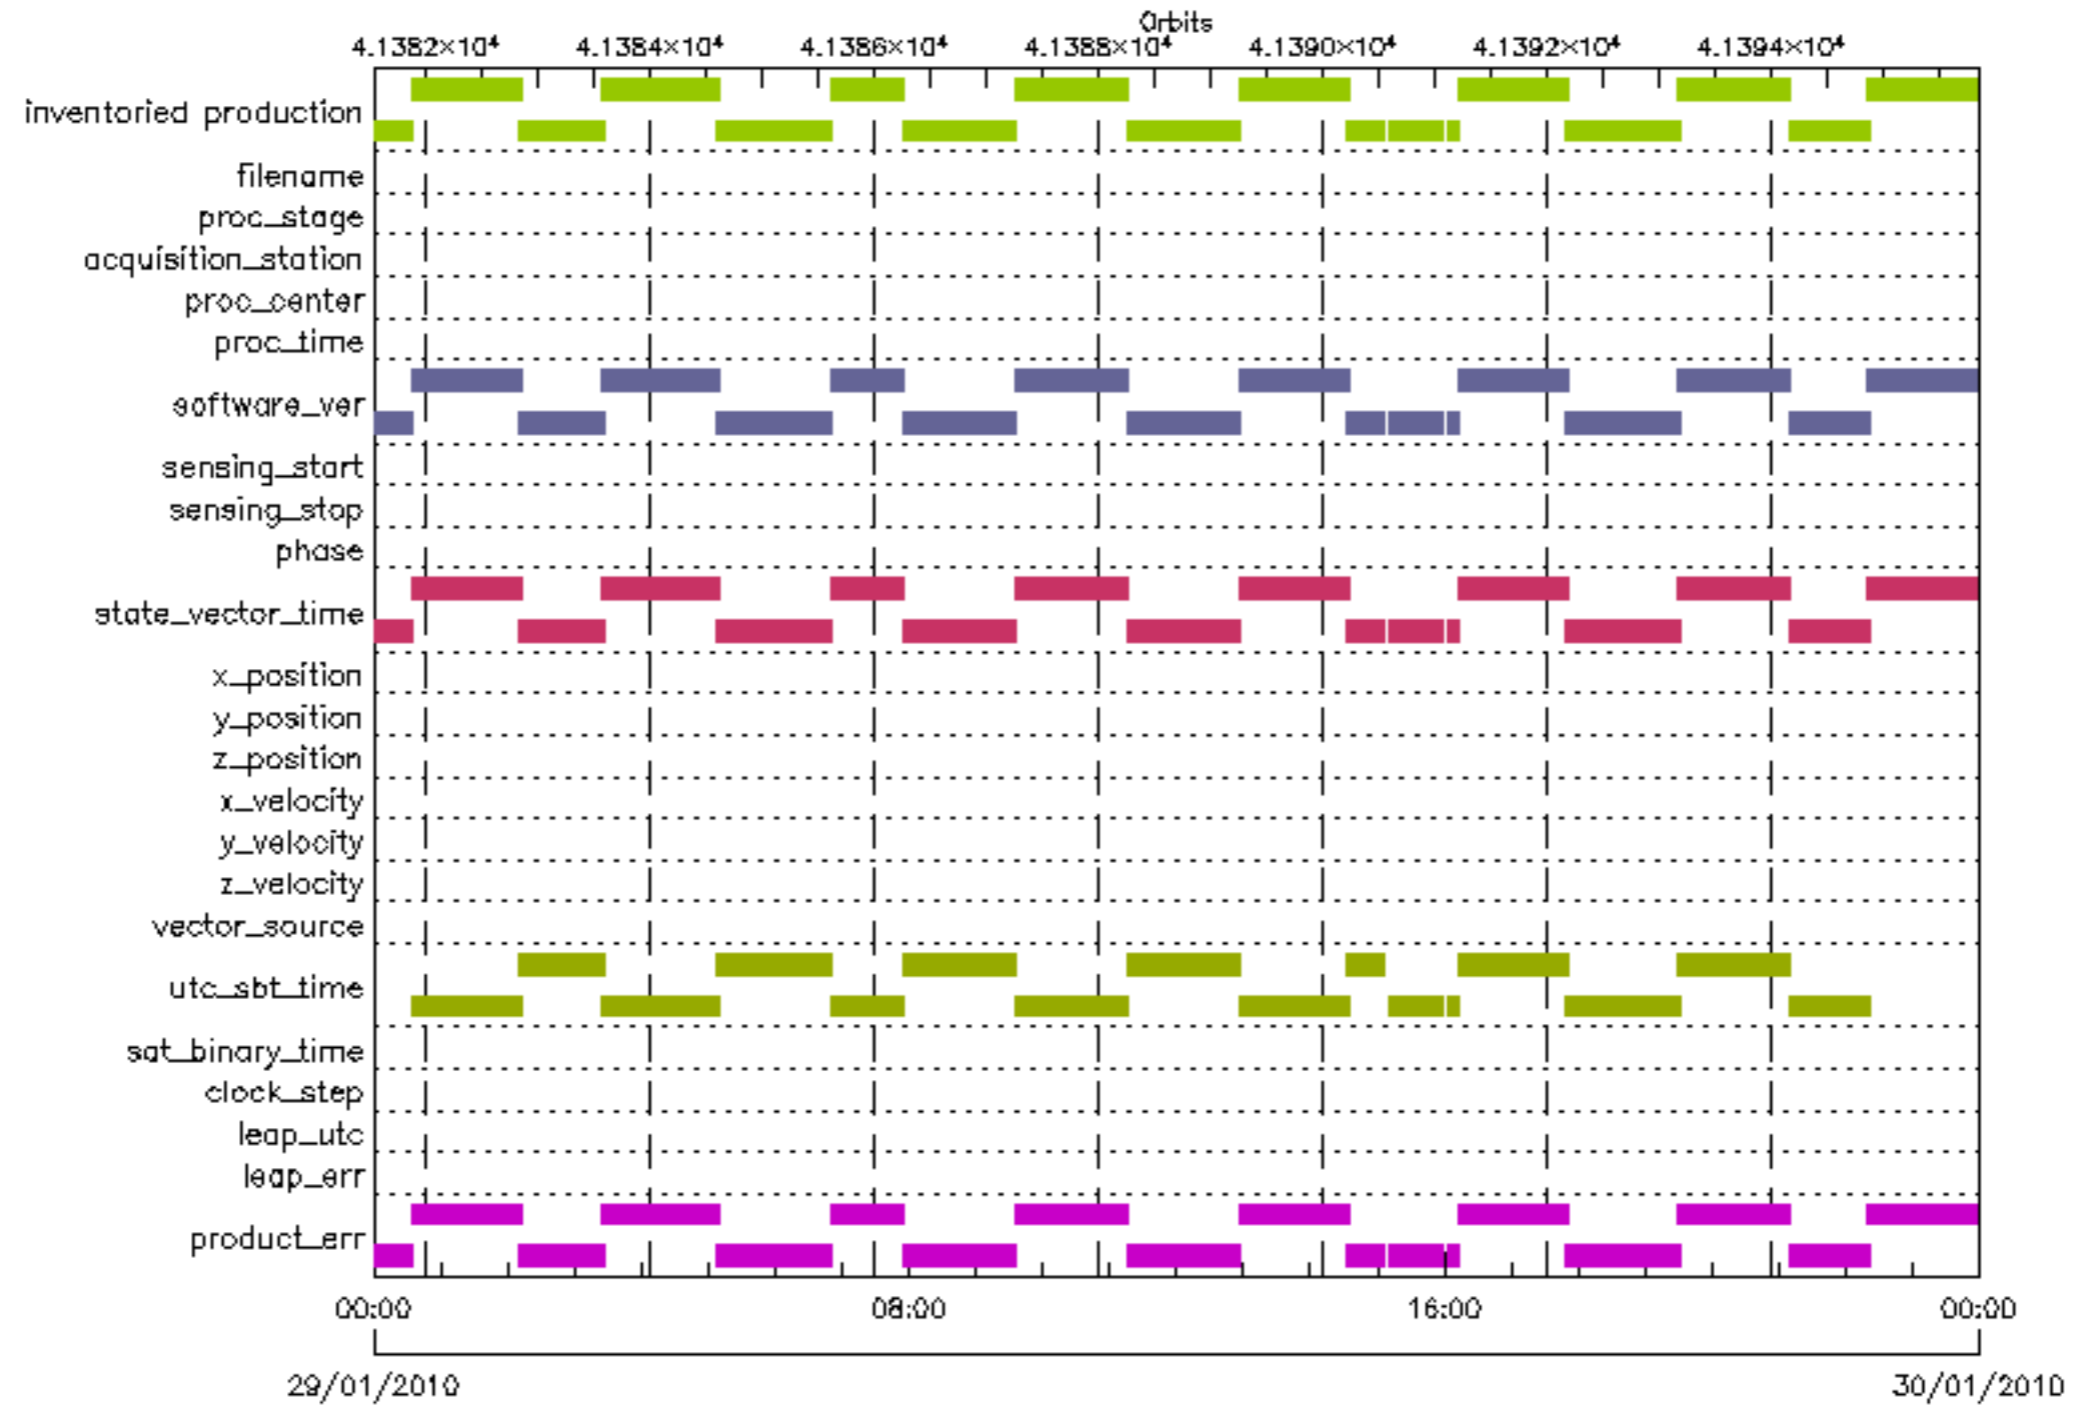 Orbits
4.1382×10⁴ 4.1384×10⁴ 4.1386×10⁴ 4.1388×10⁴ 4.1390×10⁴ 4.1392×10⁴ 4.1394×10⁴
inventoried production
filename
proc_stage
acquisition_station
proc_center
proc_time
software_ver
sensing_start
sensing_stop
phase
state_vector_time
x_position
y_position
z_position
x_velocity
y_velocity
z_velocity
vector_source
utc_sbt_time
sat_binary_time
clock_step
leap_utc
leap_err
product_err
00:00 08:00 16:00 00:00
29/01/2010 30/01/2010